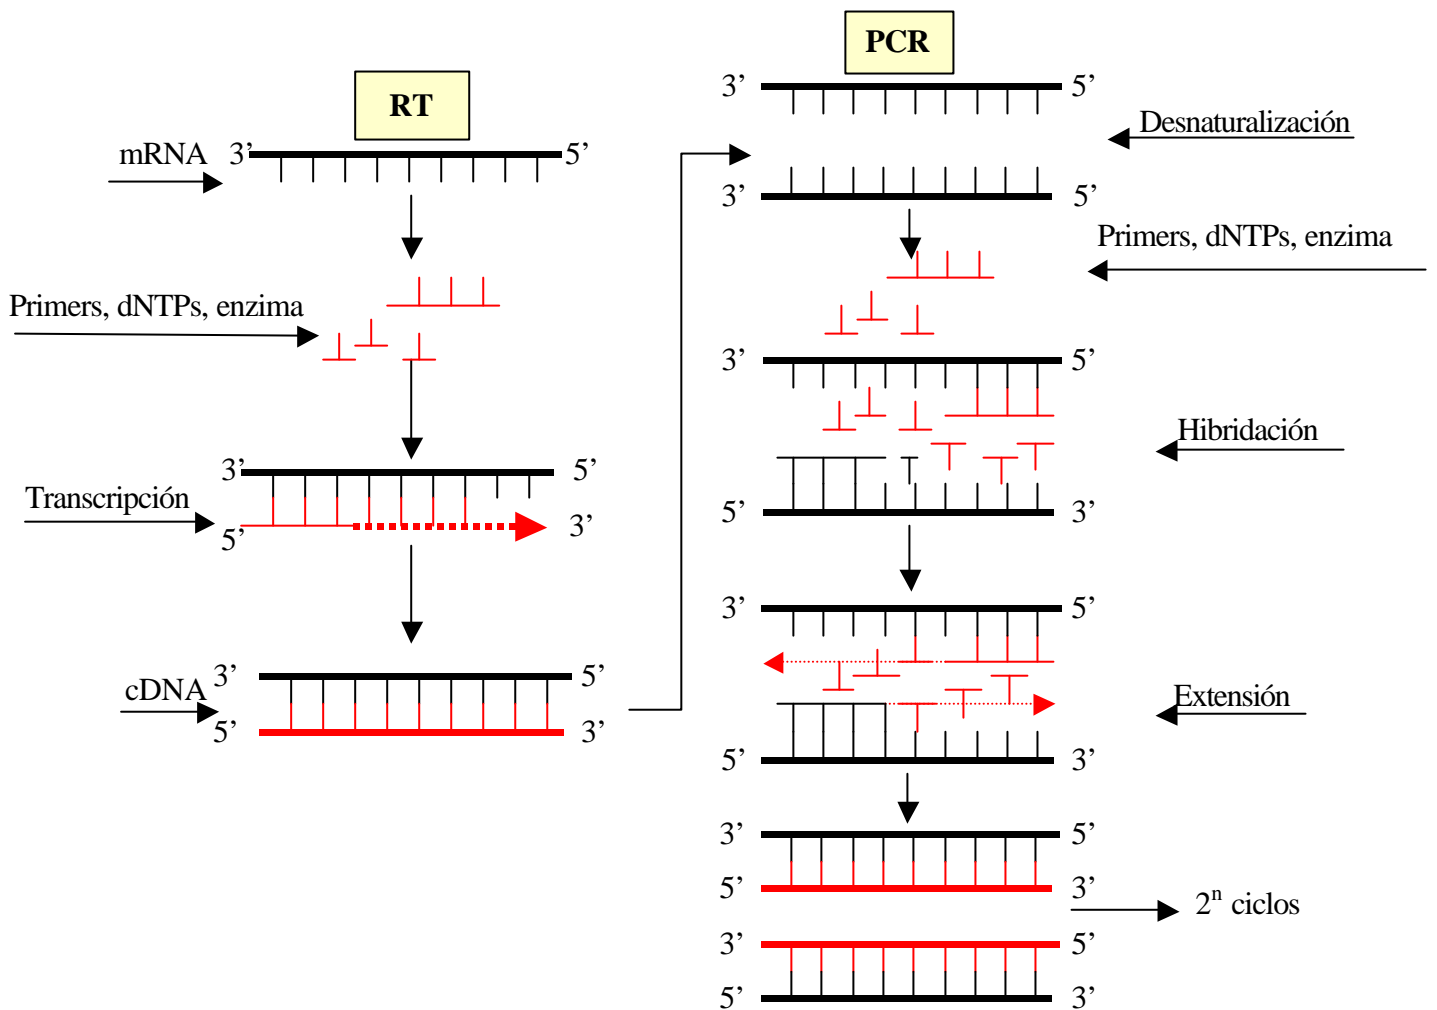 RT
mRNA 3’ 5’
Primers, dNTPs, enzima
3’ 5’
Transcripción
5’ 3’
3’ 5’
cDNA
5’ 3’
PCR
3’ 5’
Desnaturalización
3’ 5’
Primers, dNTPs, enzima
3’ 5’
Hibridación
5’ 3’
3’ 5’
Extensión
5’ 3’
3’ 5’
5’ 3’
2ⁿ ciclos
3’ 5’
5’ 3’